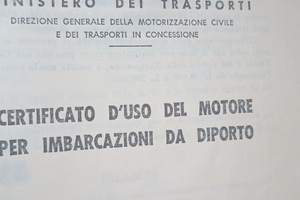 INISTERO DEI TRASPORTI
DIREZIONE GENERALE DELLA MOTORIZZAZIONE CIVILE
E DEI TRASPORTI IN CONCESSIONE
CERTIFICATO D'USO DEL MOTORE
PER IMBARCAZIONI DA DIPORTO